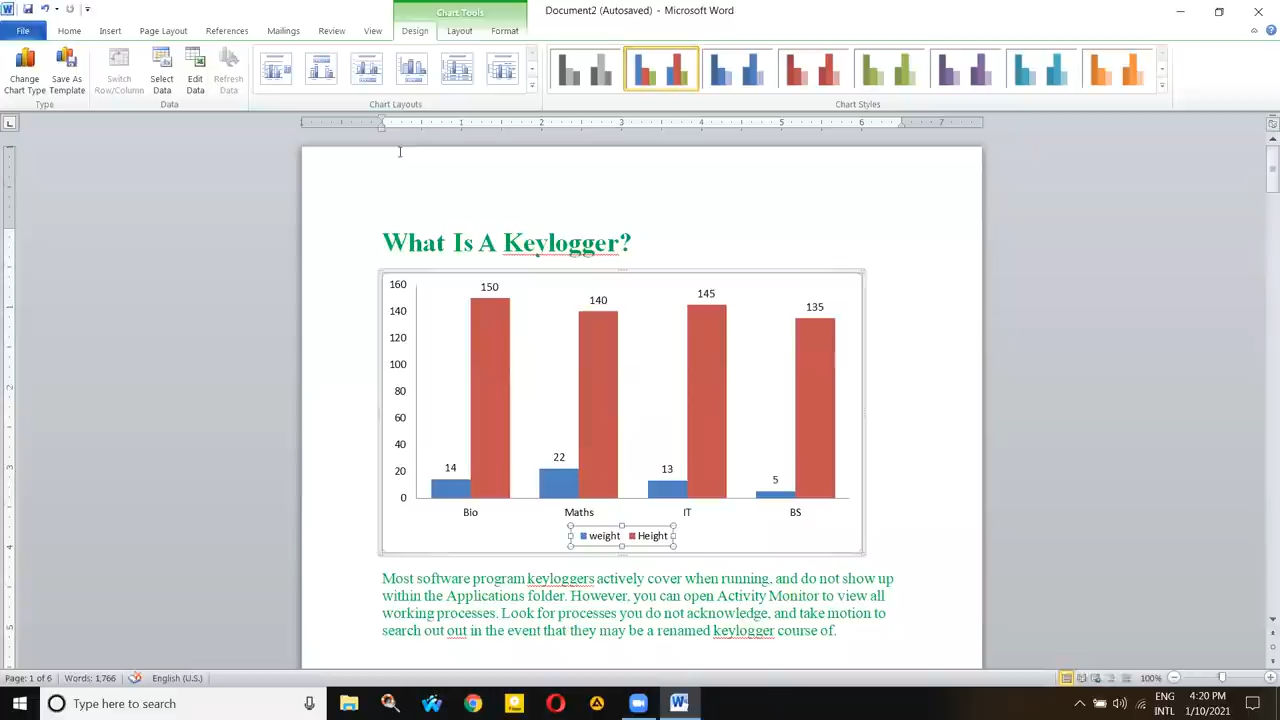 Document2 (Autosaved) - Microsoft Word
Chart Tools
File Home Insert Page Layout References Mailings Review View Design Layout Format
Change Chart Type
Save As Template
Switch Row/Column
Select Data
Edit Data
Refresh Data
Type
Data
Chart Layouts
Chart Styles
1 2 3 4 5 6 7
What Is A Keylogger?
160
140
120
100
80
60
40
20
0
14 150
22 140
13 145
5 135
Bio Maths IT BS
weight Height
Most software program keyloggers actively cover when running, and do not show up
within the Applications folder. However, you can open Activity Monitor to view all
working processes. Look for processes you do not acknowledge, and take motion to
search out out in the event that they may be a renamed keylogger course of.
Page: 1 of 6 Words: 1,766 English (U.S.) 100%
Type here to search
ENG
INTL
4:20 PM
1/10/2021